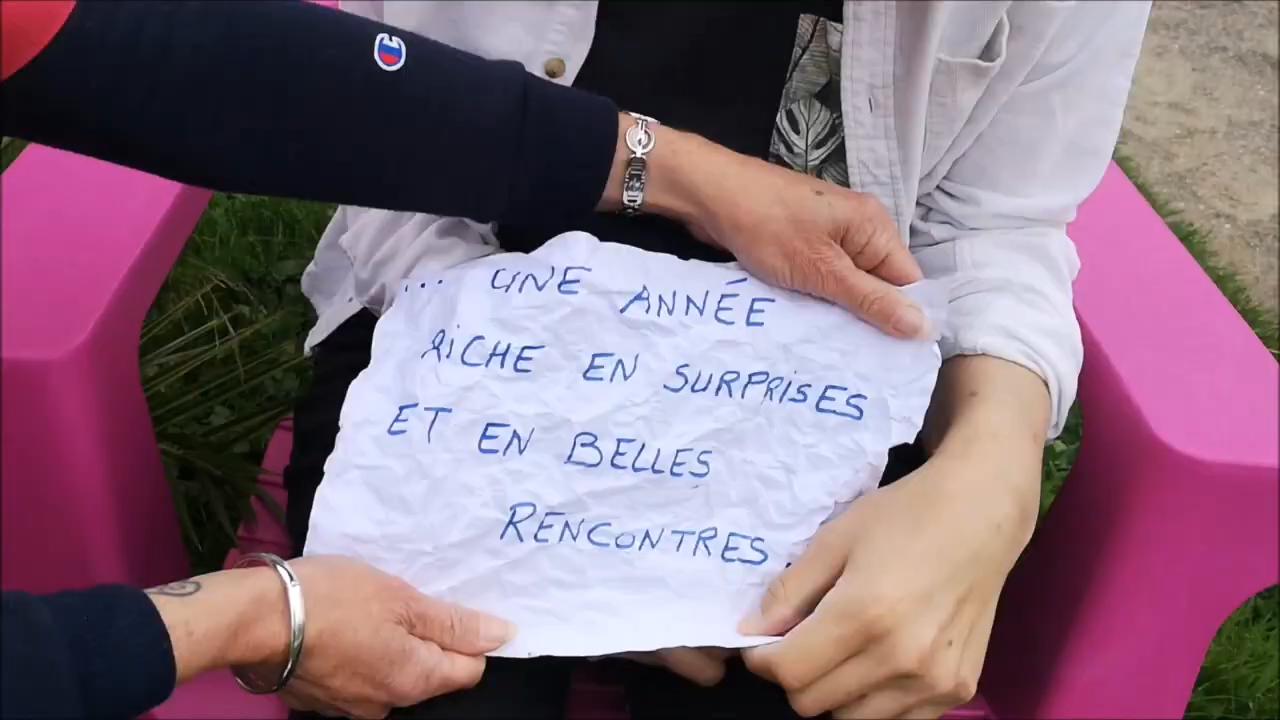 ... UNE ANNÉE
RiCHE EN SURPRiSES
ET EN BELLES
RENCONTRES.